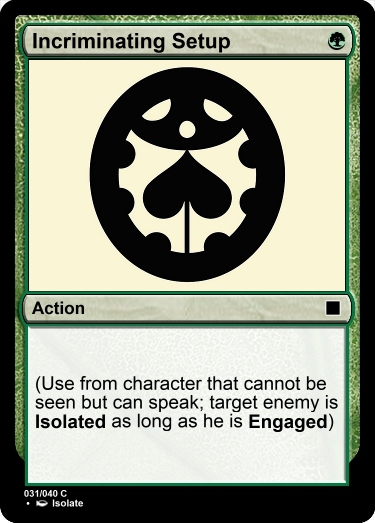 Incriminating Setup
Action
(Use from character that cannot be
seen but can speak; target enemy is
Isolated as long as he is Engaged)
031/040 C
• Isolate